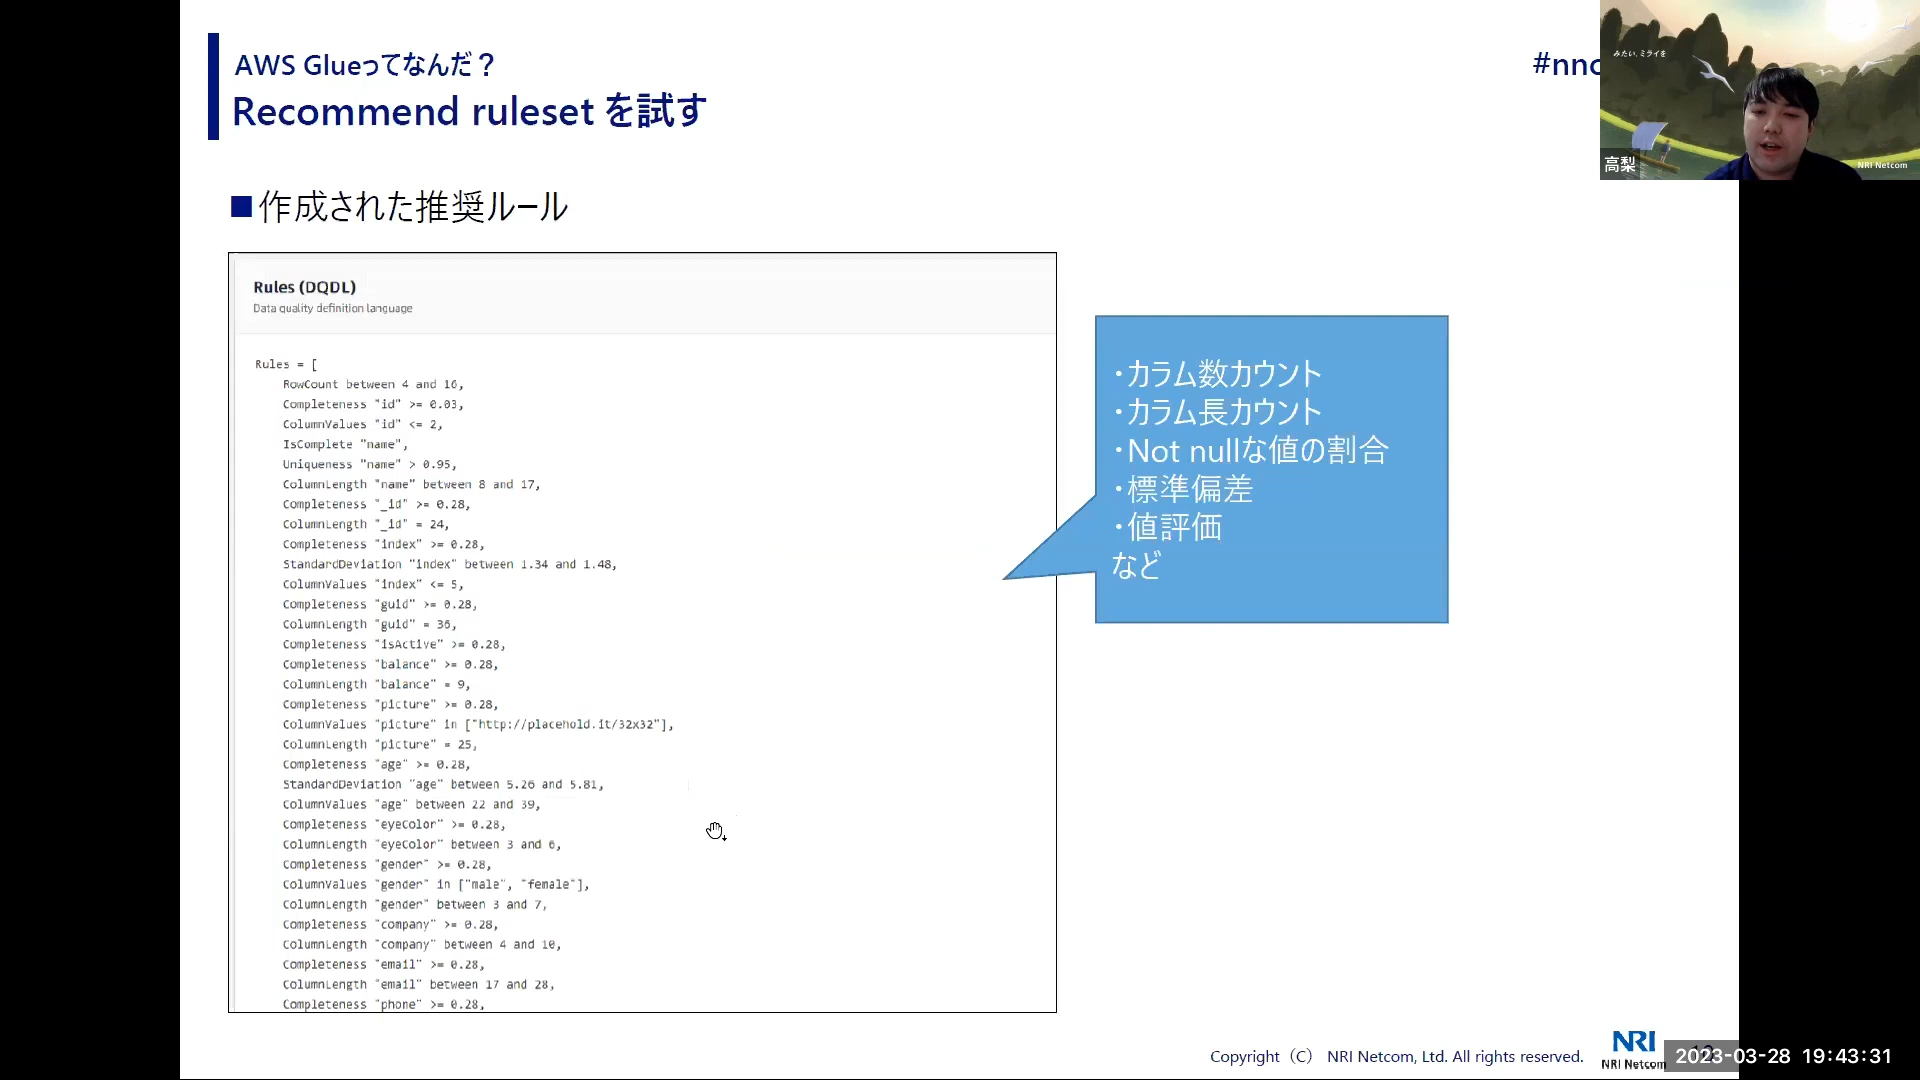 AWS Glueってなんだ？
Recommend ruleset を試す
#nnc
みたい、ミライを
高梨
NRI Netcom
■作成された推奨ルール
Rules (DQDL)
Data quality definition language
Rules = [
RowCount between 4 and 16,
Completeness "id" >= 0.03,
ColumnValues "id" <= 2,
IsComplete "name",
Uniqueness "name" > 0.95,
ColumnLength "name" between 8 and 17,
Completeness "_id" >= 0.28,
ColumnLength "_id" = 24,
Completeness "index" >= 0.28,
StandardDeviation "index" between 1.34 and 1.48,
ColumnValues "index" <= 5,
Completeness "guid" >= 0.28,
ColumnLength "guid" = 36,
Completeness "isActive" >= 0.28,
Completeness "balance" >= 0.28,
ColumnLength "balance" = 9,
Completeness "picture" >= 0.28,
ColumnValues "picture" in ["http://placehold.it/32x32"],
ColumnLength "picture" = 25,
Completeness "age" >= 0.28,
StandardDeviation "age" between 5.26 and 5.81,
ColumnValues "age" between 22 and 39,
Completeness "eyeColor" >= 0.28,
ColumnLength "eyeColor" between 3 and 6,
Completeness "gender" >= 0.28,
ColumnValues "gender" in ["male", "female"],
ColumnLength "gender" between 3 and 7,
Completeness "company" >= 0.28,
ColumnLength "company" between 4 and 10,
Completeness "email" >= 0.28,
ColumnLength "email" between 17 and 28,
Completeness "phone" >= 0.28,
・カラム数カウント
・カラム長カウント
・Not nullな値の割合
・標準偏差
・値評価
など
Copyright（C） NRI Netcom, Ltd. All rights reserved.
NRI
NRI Netcom
2023-03-28 19:43:31